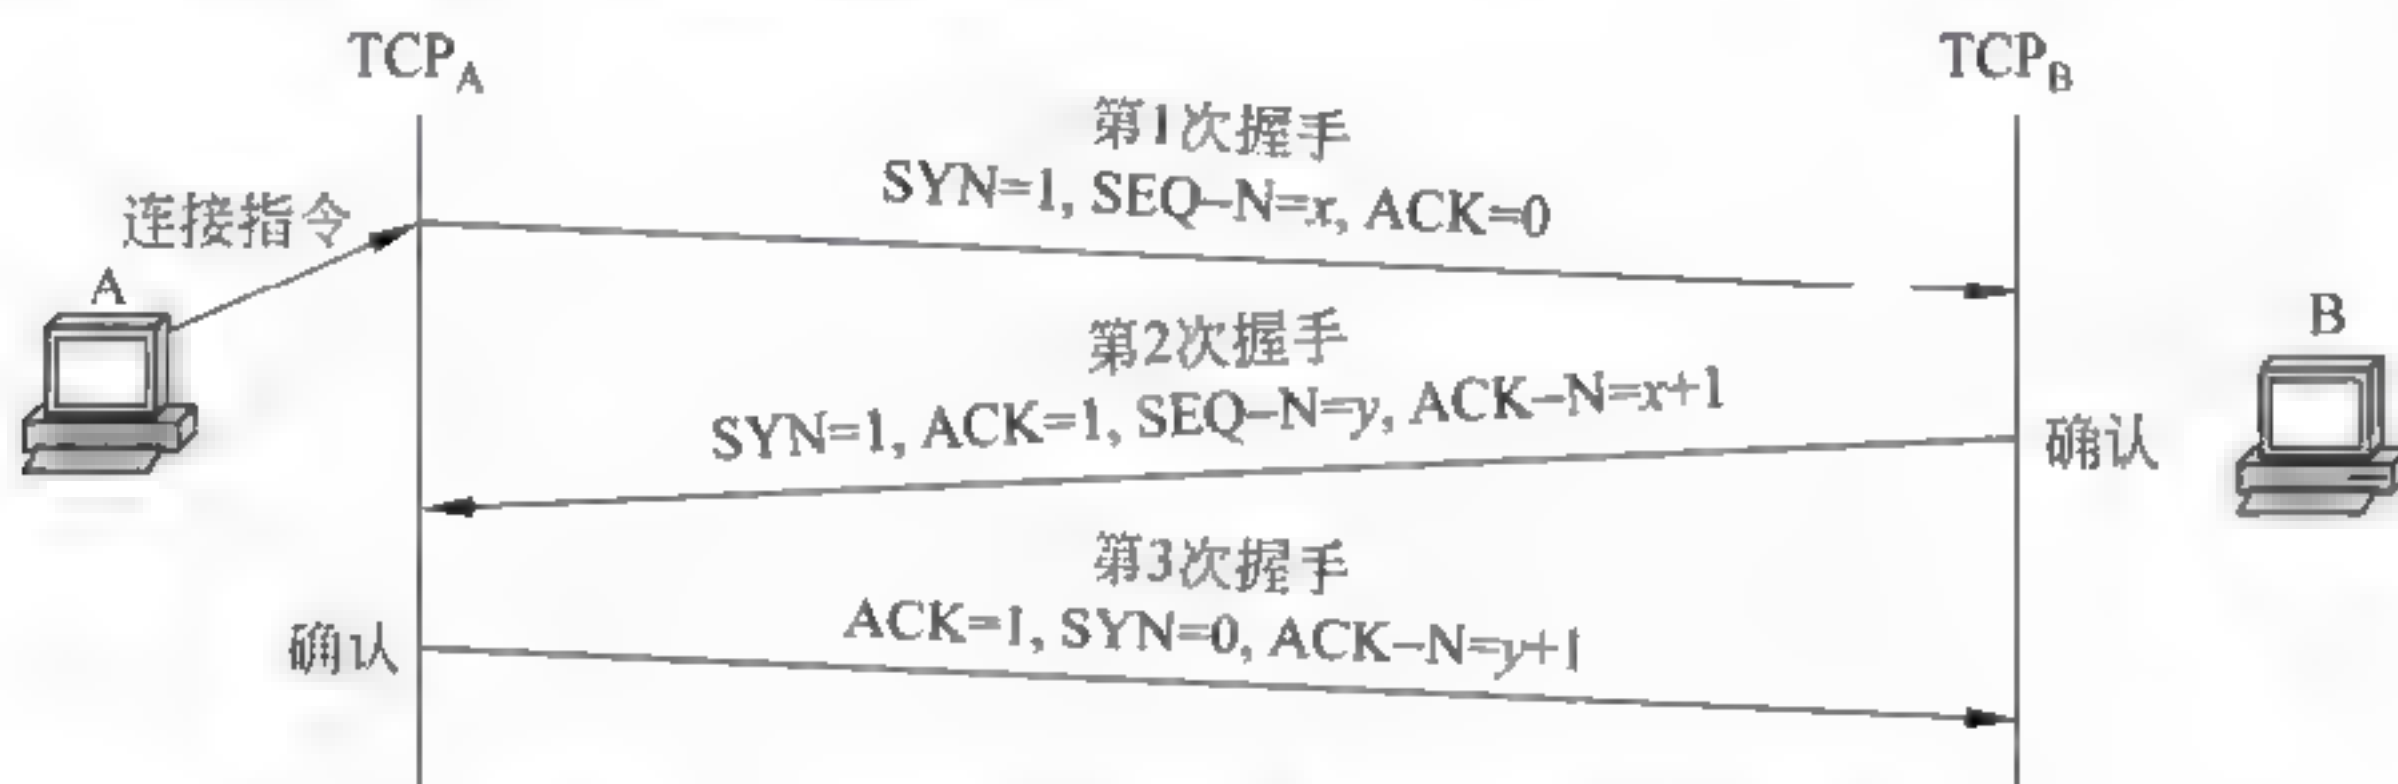 TCPA
TCPB
第1次握手
SYN=1, SEQ–N=x, ACK=0
连接指令
A
第2次握手
SYN=1, ACK=1, SEQ–N=y, ACK–N=x+1
B
确认
第3次握手
ACK=1, SYN=0, ACK–N=y+1
确认